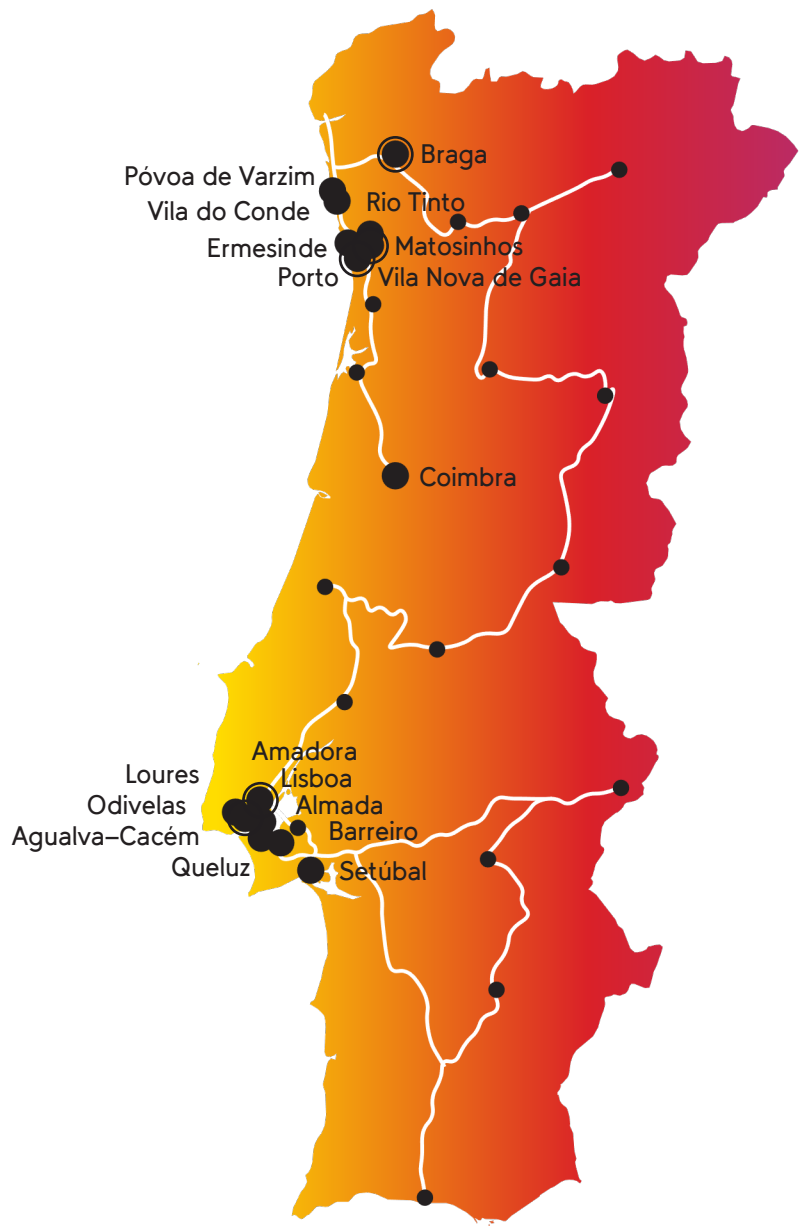 Braga
Póvoa de Varzim
Vila do Conde
Rio Tinto
Ermesinde
Matosinhos
Porto
Vila Nova de Gaia
Coimbra
Amadora
Loures
Lisboa
Odivelas
Almada
Agualva–Cacém
Barreiro
Queluz
Setúbal